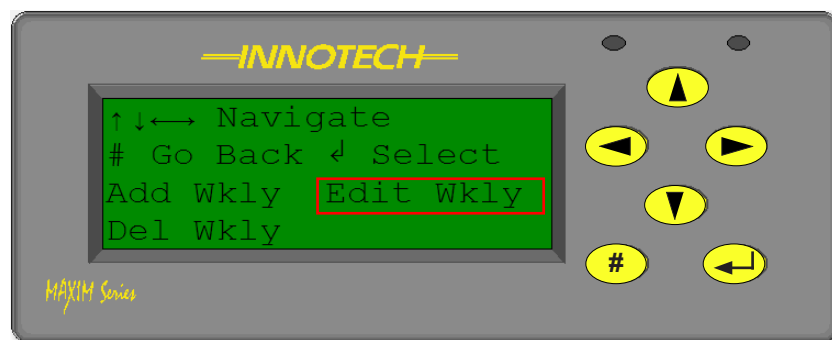 INNOTECH
↑↓←→ Navigate
# Go Back ↲ Select
Add Wkly Edit Wkly
Del Wkly
#
MAXIM Series